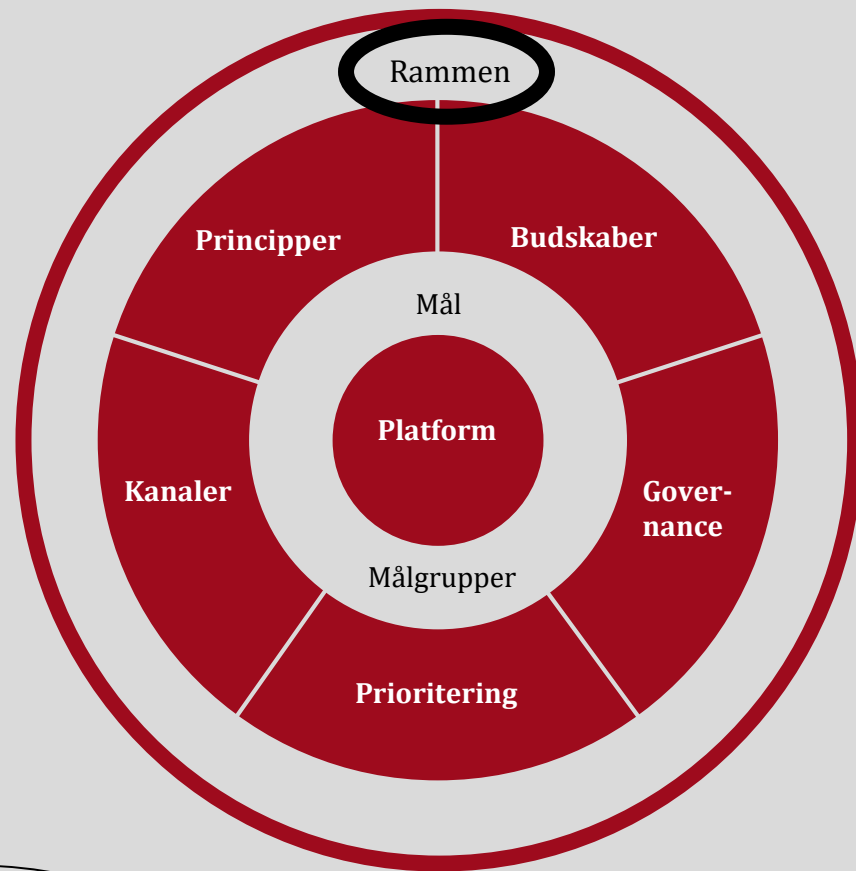 Rammen
Principper
Budskaber
Mål
Platform
Kanaler
Gover-
nance
Målgrupper
Prioritering